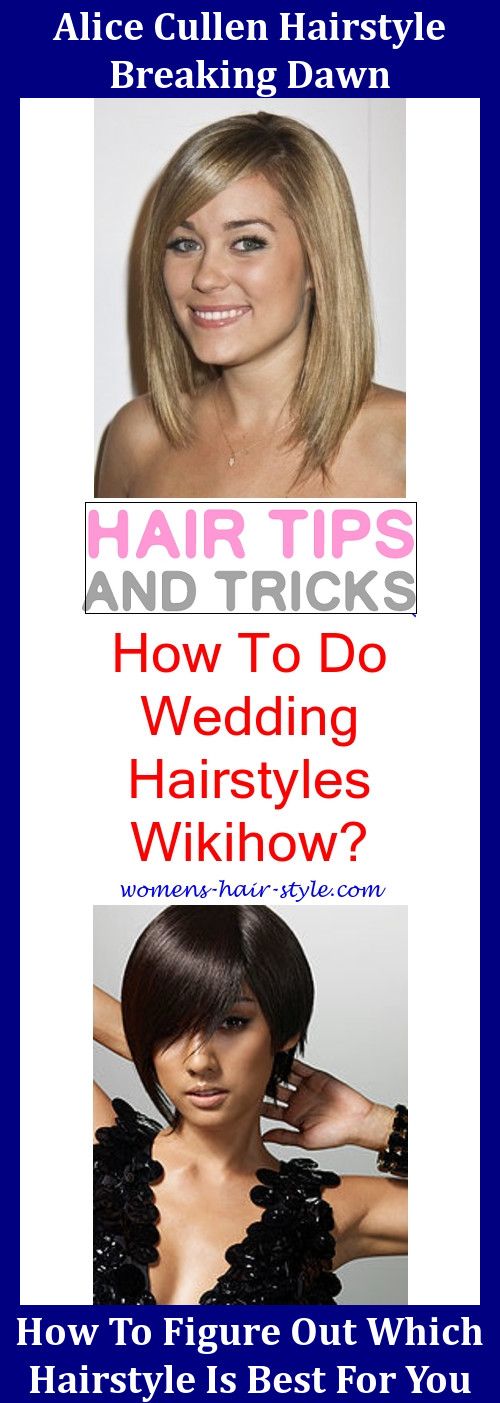 Alice Cullen Hairstyle
Breaking Dawn
HAIR TIPS
AND TRICKS
How To Do
Wedding
Hairstyles
Wikihow?
womens-hair-style.com
How To Figure Out Which
Hairstyle Is Best For You